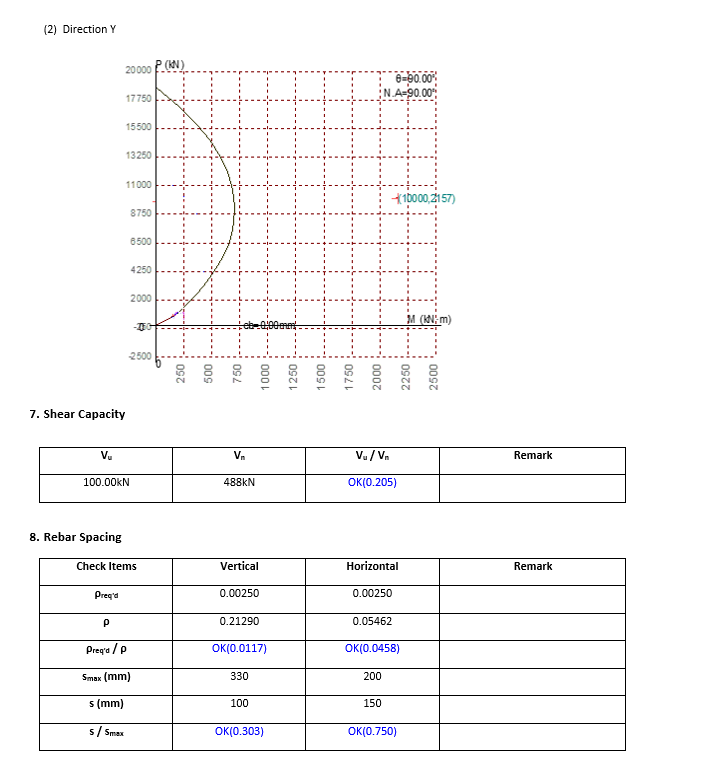 (2) Direction Y
P (kN)
20000
θ=90.00°
N.A=90.00°
17750
15500
13250
11000
(10000,2157)
8750
6500
4250
2000
M (kN-m)
cb=0.00mm
-250
-2500
0
250
500
750
1000
1250
1500
1750
2000
2250
2500
7. Shear Capacity
Vu Vn Vu / Vn Remark
100.00kN 488kN OK(0.205)
8. Rebar Spacing
Check Items Vertical Horizontal Remark
ρreq'd 0.00250 0.00250
ρ 0.21290 0.05462
ρreq'd / ρ OK(0.0117) OK(0.0458)
smax (mm) 330 200
s (mm) 100 150
s / smax OK(0.303) OK(0.750)